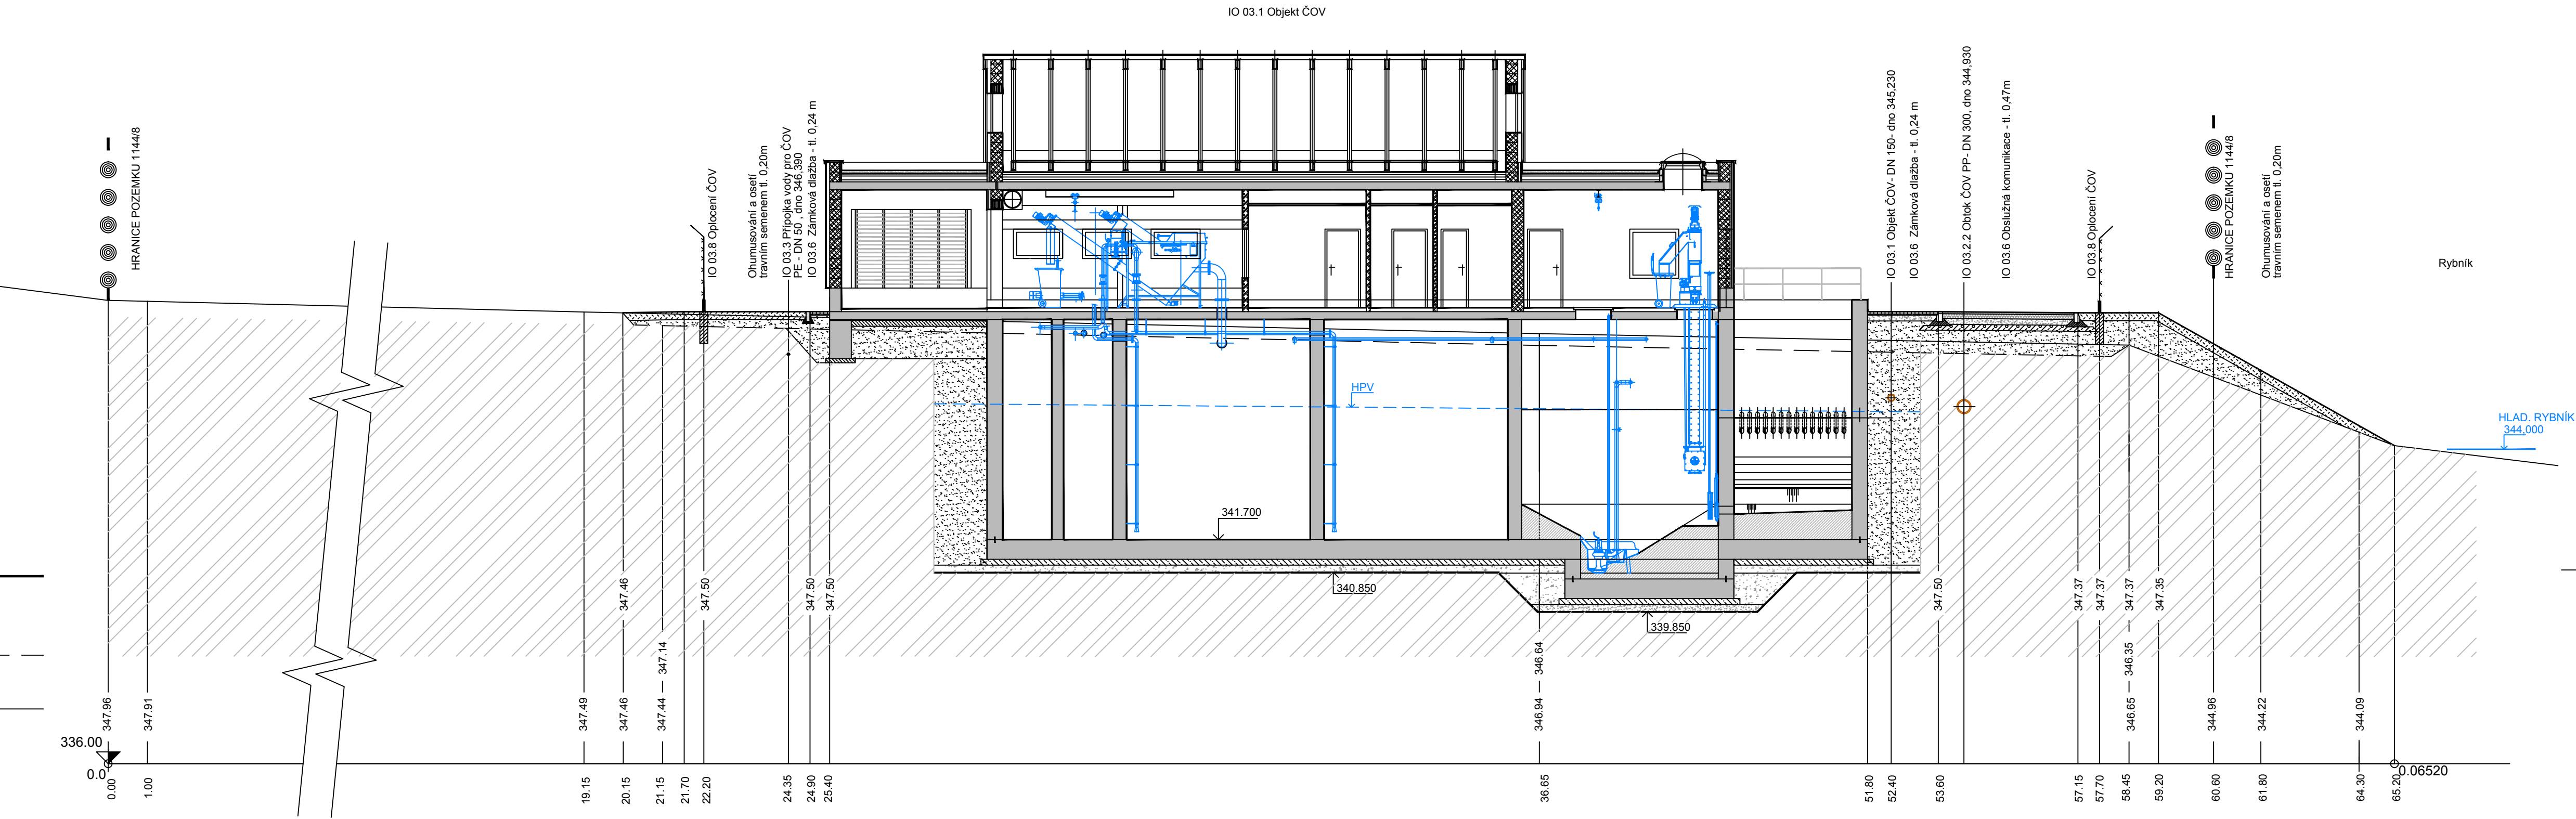 IO 03.1 Objekt ČOV
HRANICE POZEMKU 1144/8
IO 03.8 Oplocení ČOV
Ohumusování a osetí
travním semenem tl. 0,20m
IO 03.3 Přípojka vody pro ČOV
PE - DN 50 , dno 346,390
IO 03.6 Zámková dlažba - tl. 0,24 m
IO 03.1 Objekt ČOV- DN 150- dno 345,230
IO 03.6 Zámková dlažba - tl. 0,24 m
IO 03.2.2 Obtok ČOV PP- DN 300, dno 344,930
IO 03.6 Obslužná komunikace - tl. 0,47m
IO 03.8 Oplocení ČOV
HRANICE POZEMKU 1144/8
Ohumusování a osetí
travním semenem tl. 0,20m
Rybník
HPV
HLAD. RYBNÍK
344,000
341.700
340.850
339.850
347.46
347.14
347.50
347.50
347.50
346.64
347.50
347.37
347.37
347.37
346.35
347.35
347.96
347.91
347.49
347.46
347.44
346.94
346.65
344.96
344.22
344.09
336.00
0.0
0.06520
0.00
1.00
19.15
20.15
21.15
21.70
22.20
24.35
24.90
25.40
36.65
51.80
52.40
53.60
57.15
57.70
58.45
59.20
60.60
61.80
64.30
65.20